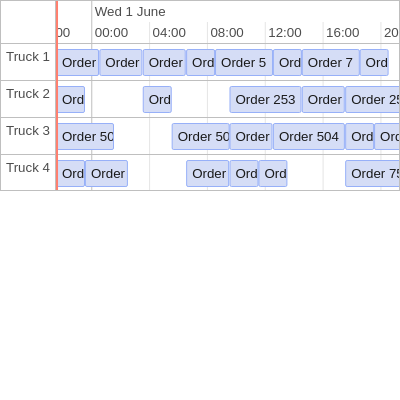 Wed 1 June
00 00:00 04:00 08:00 12:00 16:00 20
Truck 1 Order Order Order Ord Order 5 Ord Order 7 Ord
Truck 2 Ord Ord Order 253 Order Order 25
Truck 3 Order 50 Order 50 Order Order 504 Ord Ord
Truck 4 Ord Order Order Ord Ord Order 75